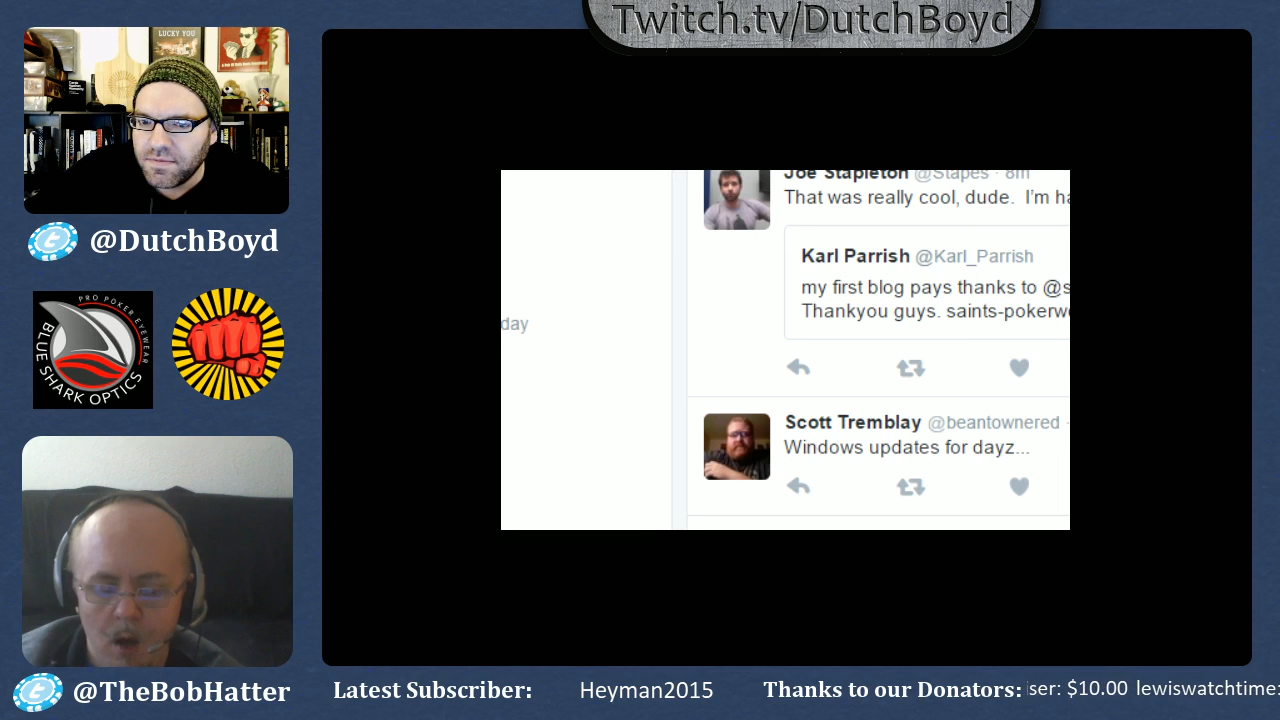 Twitch.tv/DutchBoyd
LUCKY YOU
@DutchBoyd
PRO POKER EYEWEAR
BLUE SHARK OPTICS
@TheBobHatter
Joe Stapleton @Stapes · 8m
That was really cool, dude. I'm ha
Karl Parrish @Karl_Parrish
my first blog pays thanks to @s
Thankyou guys. saints-pokerw
day
Scott Tremblay @beantownered ·
Windows updates for dayz...
Latest Subscriber: Heyman2015 Thanks to our Donators: iser: $10.00 lewiswatchtime: